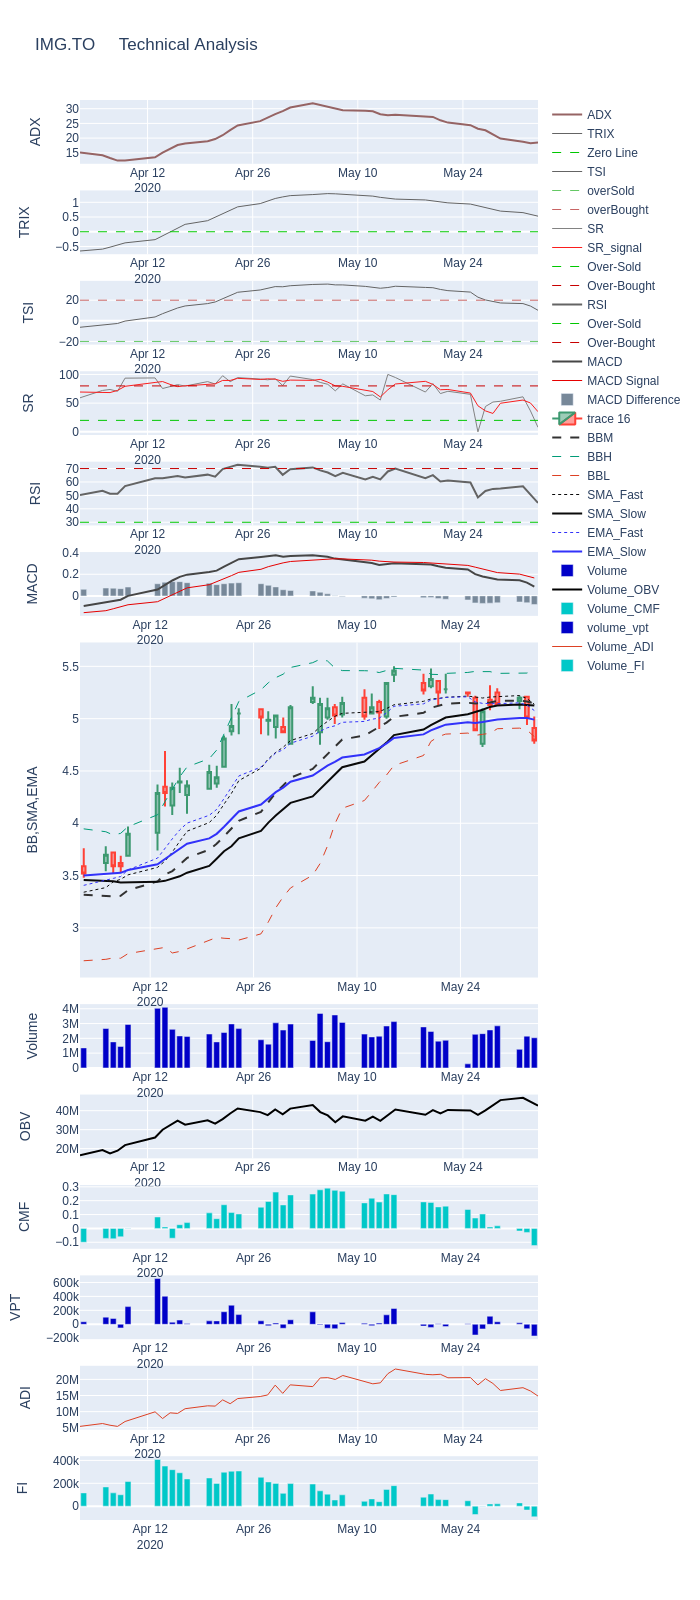 IMG.TO Technical Analysis
ADX
30
25
20
15
Apr 12
2020
Apr 26
May 10
May 24
TRIX
1
0.5
0
−0.5
Apr 12
2020
Apr 26
May 10
May 24
TSI
20
0
−20
Apr 12
2020
Apr 26
May 10
May 24
SR
100
50
0
Apr 12
2020
Apr 26
May 10
May 24
RSI
70
60
50
40
30
Apr 12
2020
Apr 26
May 10
May 24
MACD
0.4
0.2
0
Apr 12
2020
Apr 26
May 10
May 24
BB,SMA,EMA
5.5
5
4.5
4
3.5
3
Apr 12
2020
Apr 26
May 10
May 24
Volume
4M
3M
2M
1M
0
Apr 12
2020
Apr 26
May 10
May 24
OBV
40M
30M
20M
Apr 12
2020
Apr 26
May 10
May 24
CMF
0.3
0.2
0.1
0
−0.1
Apr 12
2020
Apr 26
May 10
May 24
VPT
600k
400k
200k
0
−200k
Apr 12
2020
Apr 26
May 10
May 24
ADI
20M
15M
10M
5M
Apr 12
2020
Apr 26
May 10
May 24
FI
400k
200k
0
Apr 12
2020
Apr 26
May 10
May 24
ADX
TRIX
Zero Line
TSI
overSold
overBought
SR
SR_signal
Over-Sold
Over-Bought
RSI
Over-Sold
Over-Bought
MACD
MACD Signal
MACD Difference
trace 16
BBM
BBH
BBL
SMA_Fast
SMA_Slow
EMA_Fast
EMA_Slow
Volume
Volume_OBV
Volume_CMF
volume_vpt
Volume_ADI
Volume_FI